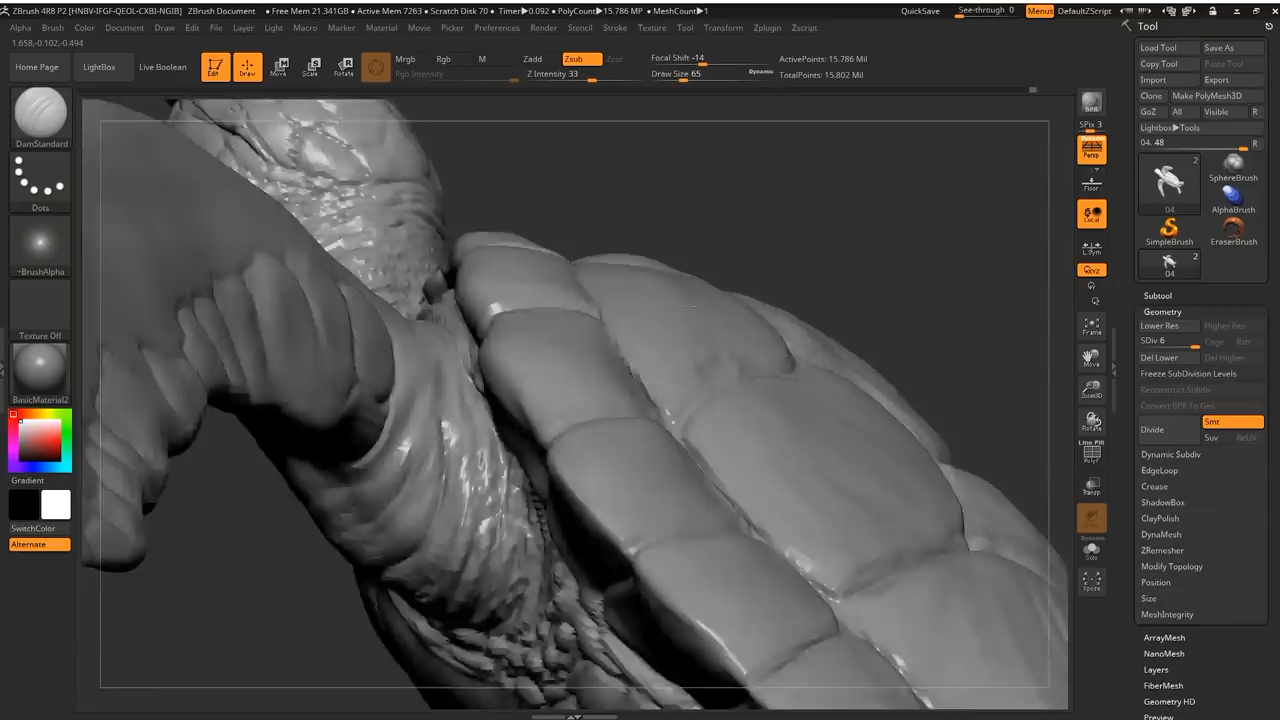 ZBrush 4R8 P2 [HNBV-IFGF-QEOL-CXBI-NGIB] ZBrush Document • Free Mem 21.341GB • Active Mem 7263 • Scratch Disk 70 • Timer▶0.092 • PolyCount▶15.786 MP • MeshCount▶1 QuickSave See-through 0 Menus DefaultZScript
Alpha Brush Color Document Draw Edit File Layer Light Macro Marker Material Movie Picker Preferences Render Stencil Stroke Texture Tool Transform Zplugin Zscript
1.658,-0.102,-0.494
Home Page LightBox Live Boolean Edit Draw Move Scale Rotate
Mrgb Rgb M Zadd Zsub Zcut Focal Shift -14 ActivePoints: 15.786 Mil
Rgb Intensity Z Intensity 33 Draw Size 65 Dynamic TotalPoints: 15.802 Mil
DamStandard
Dots
~BrushAlpha
Texture Off
BasicMaterial2
Gradient
SwitchColor
Alternate
BPR
SPix 3
Dynamic
Persp
Floor
Local
L.Sym
XYZ
Frame
Move
Zoom3D
Rotate
Line Fill
PolyF
Transp
Dynamic
Solo
Xpose
Tool
Load Tool Save As
Copy Tool Paste Tool
Import Export
Clone Make PolyMesh3D
GoZ All Visible R
Lightbox▶Tools
04. 48 R
2
04 SphereBrush
AlphaBrush
SimpleBrush EraserBrush
2
04
Subtool
Geometry
Lower Res Higher Res
SDiv 6 Cage Rstr
Del Lower Del Higher
Freeze SubDivision Levels
Reconstruct Subdiv
Convert BPR To Geo
Divide Smt
Suv ReUV
Dynamic Subdiv
EdgeLoop
Crease
ShadowBox
ClayPolish
DynaMesh
ZRemesher
Modify Topology
Position
Size
MeshIntegrity
ArrayMesh
NanoMesh
Layers
FiberMesh
Geometry HD
Preview